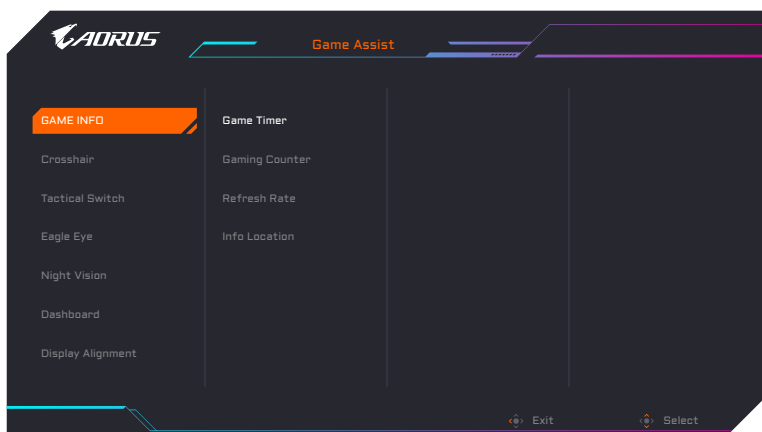 AORUS
Game Assist
GAME INFO
Game Timer
Crosshair
Gaming Counter
Tactical Switch
Refresh Rate
Eagle Eye
Info Location
Night Vision
Dashboard
Display Alignment
Exit
Select